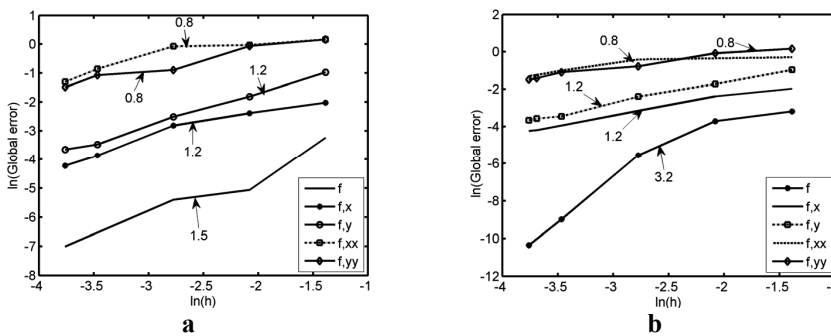 1
0
-1
-2
-3
-4
-5
-6
-7
-8
ln(Global error)
0.8
1.2
0.8
1.2
1.5
f
f,x
f,y
f,xx
f,yy
-4 -3.5 -3 -2.5 -2 -1.5 -1
ln(h)
a
2
0
-2
-4
-6
-8
-10
-12
ln(Global error)
0.8
0.8
1.2
1.2
3.2
f
f,x
f,y
f,xx
f,yy
-4 -3.5 -3 -2.5 -2 -1.5 -1
ln(h)
b